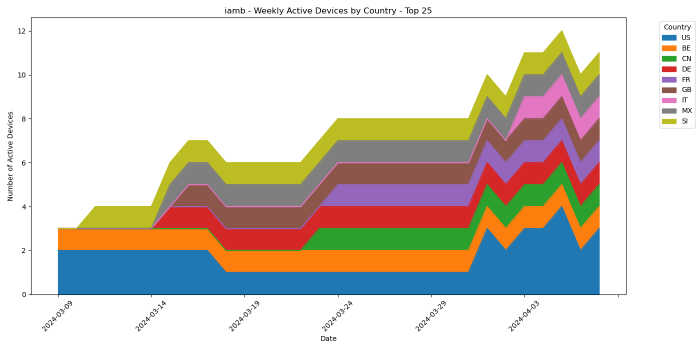 iamb - Weekly Active Devices by Country - Top 25
Number of Active Devices
12
10
8
6
4
2
0
2024-03-09
2024-03-14
2024-03-19
2024-03-24
2024-03-29
2024-04-03
Date
Country
US
BE
CN
DE
FR
GB
IT
MX
SI